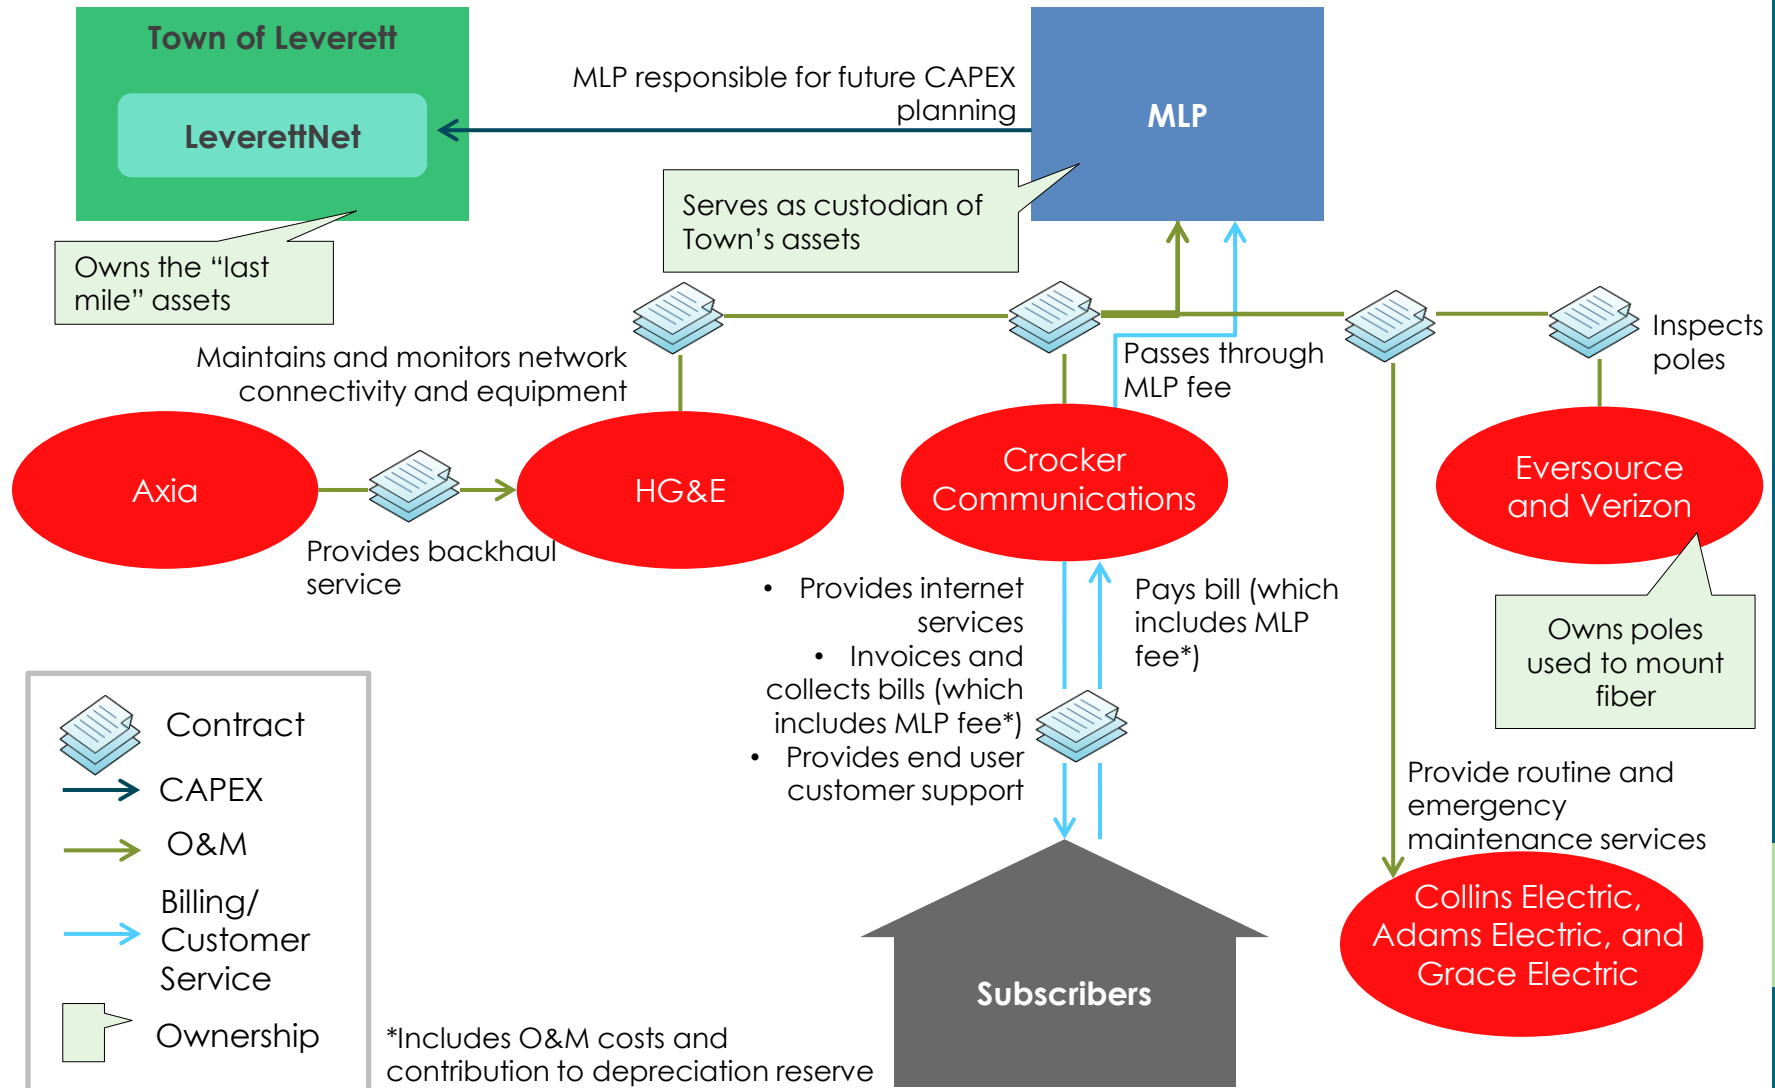 Town of Leverett
LeverettNet
MLP responsible for future CAPEX
planning
MLP
Serves as custodian of
Town’s assets
Owns the “last
mile” assets
Maintains and monitors network
connectivity and equipment
Passes through
MLP fee
Inspects
poles
Axia
Provides backhaul
service
HG&E
Crocker
Communications
Eversource
and Verizon
Owns poles
used to mount
fiber
• Provides internet
services
• Invoices and
collects bills (which
includes MLP fee*)
• Provides end user
customer support
Pays bill (which
includes MLP
fee*)
Provide routine and
emergency
maintenance services
Collins Electric,
Adams Electric, and
Grace Electric
Subscribers
Contract
CAPEX
O&M
Billing/
Customer
Service
Ownership
*Includes O&M costs and
contribution to depreciation reserve